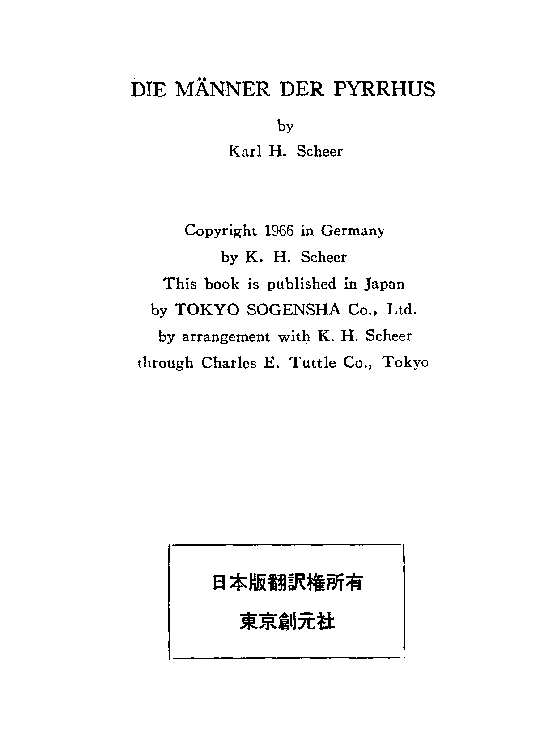 DIE MÄNNER DER PYRRHUS
by
Karl H. Scheer
Copyright 1966 in Germany
by K. H. Scheer
This book is published in Japan
by TOKYO SOGENSHA Co., Ltd.
by arrangement with K. H. Scheer
through Charles E. Tuttle Co., Tokyo
日本版翻訳権所有
東京創元社